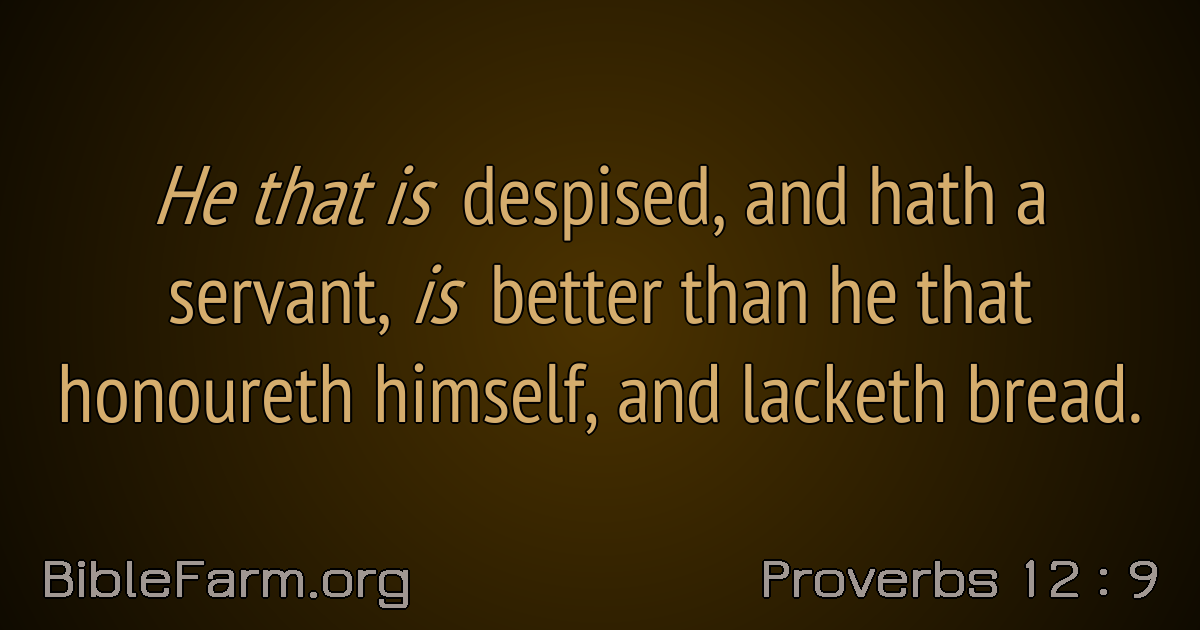 He that is despised, and hath a
servant, is better than he that
honoureth himself, and lacketh bread.
BibleFarm.org
Proverbs 12 : 9